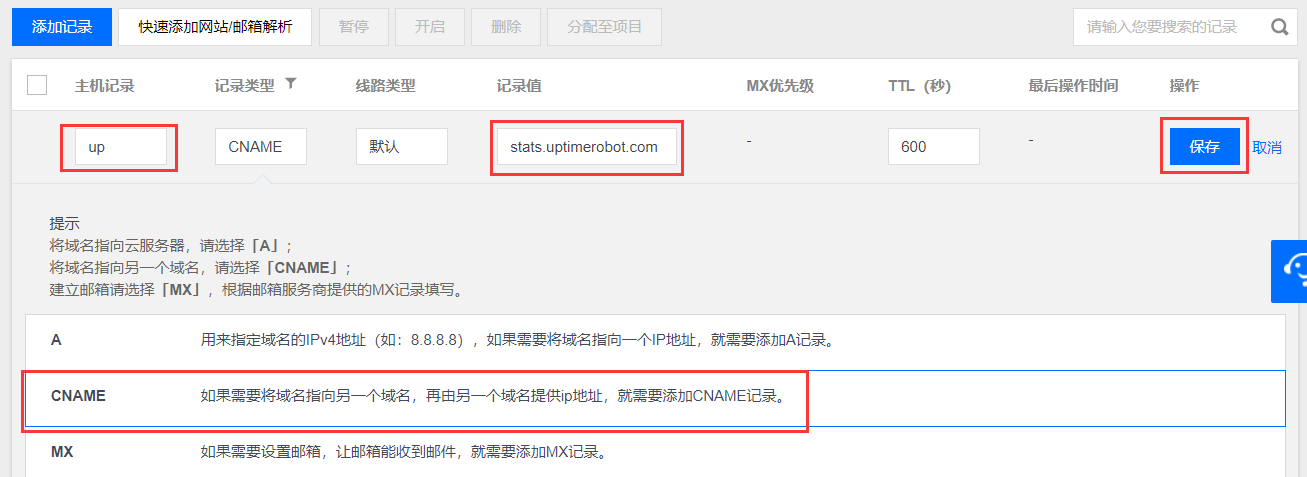 添加记录 快速添加网站/邮箱解析 暂停 开启 删除 分配至项目 请输入您要搜索的记录
主机记录 记录类型 线路类型 记录值 MX优先级 TTL（秒） 最后操作时间 操作
up CNAME 默认 stats.uptimerobot.com - 600 - 保存 取消
提示
将域名指向云服务器，请选择「A」；
将域名指向另一个域名，请选择「CNAME」；
建立邮箱请选择「MX」，根据邮箱服务商提供的MX记录填写。
A 用来指定域名的IPv4地址（如：8.8.8.8），如果需要将域名指向一个IP地址，就需要添加A记录。
CNAME 如果需要将域名指向另一个域名，再由另一个域名提供ip地址，就需要添加CNAME记录。
MX 如果需要设置邮箱，让邮箱能收到邮件，就需要添加MX记录。